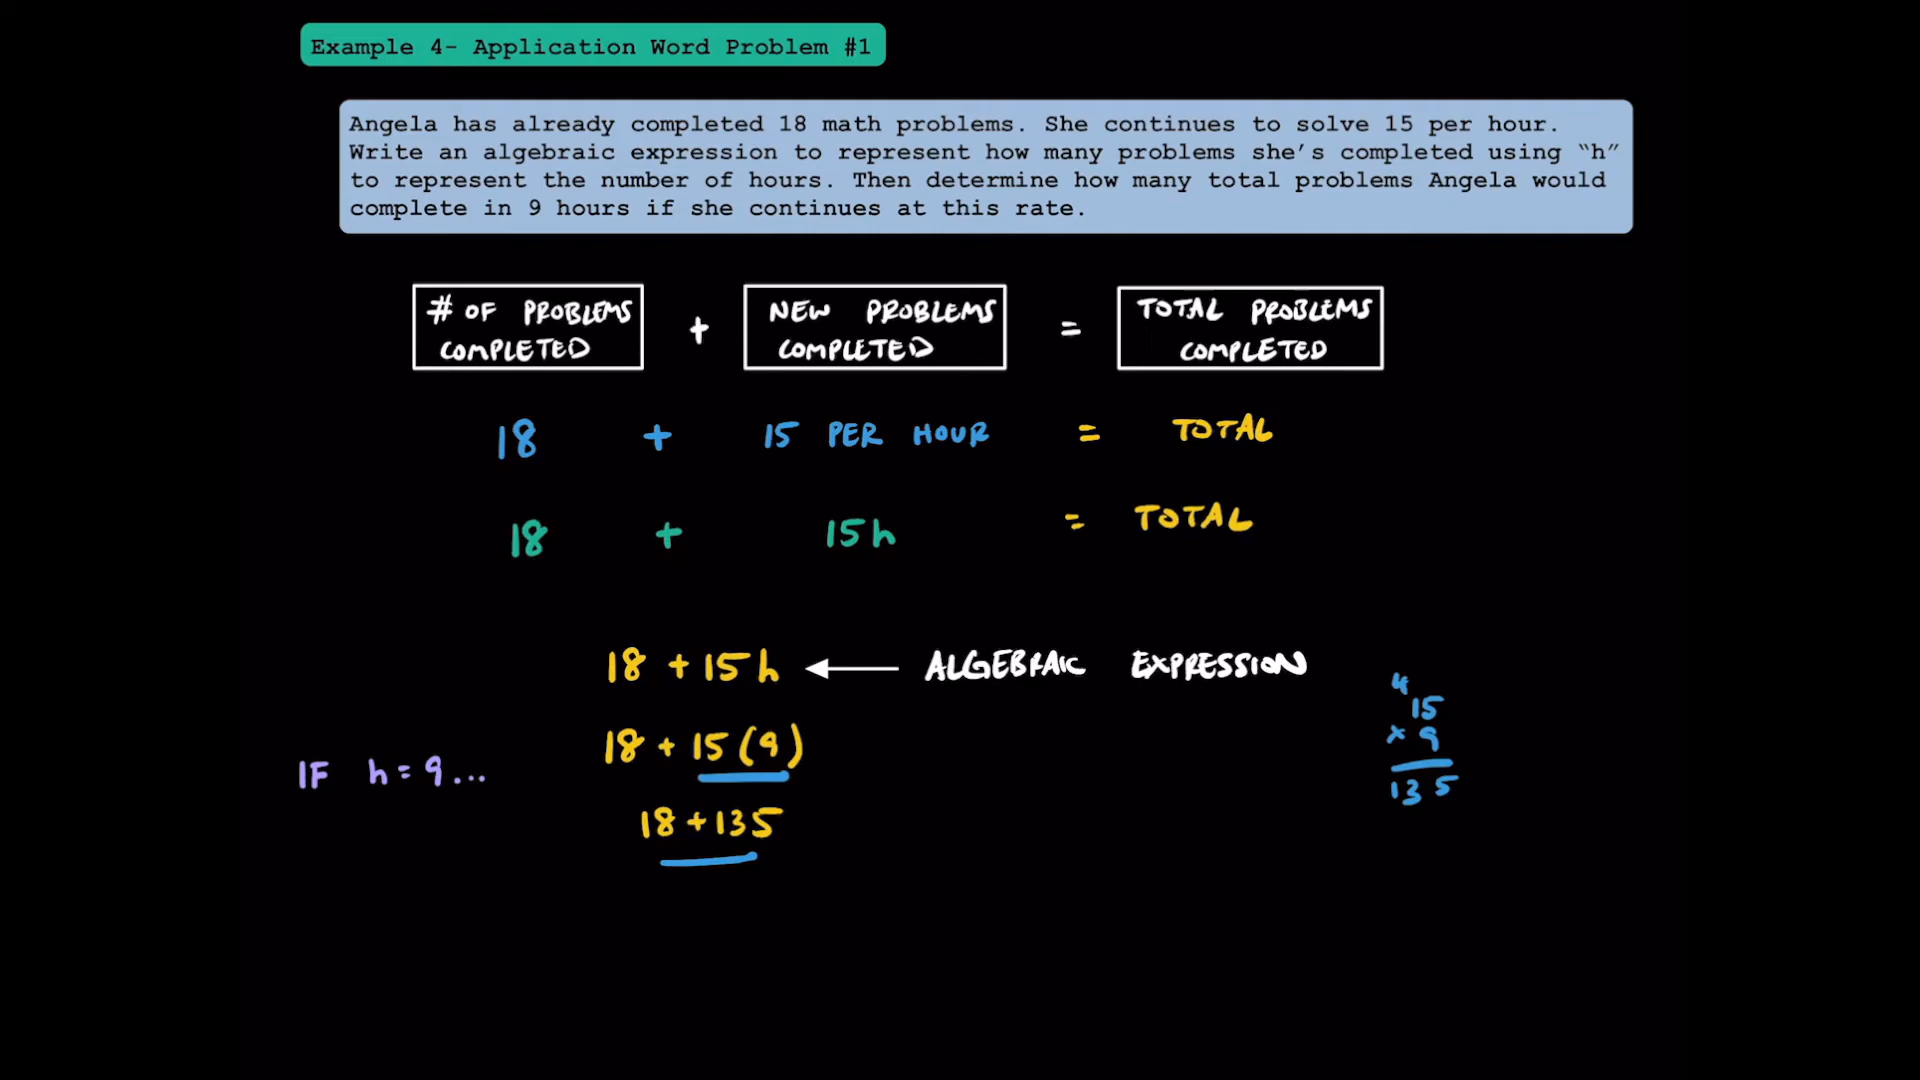 Example 4- Application Word Problem #1
Angela has already completed 18 math problems. She continues to solve 15 per hour.
Write an algebraic expression to represent how many problems she's completed using “h”
to represent the number of hours. Then determine how many total problems Angela would
complete in 9 hours if she continues at this rate.
# OF PROBLEMS COMPLETED + NEW PROBLEMS COMPLETED = TOTAL PROBLEMS COMPLETED
18 + 15 PER HOUR = TOTAL
18 + 15h = TOTAL
18 + 15h ← ALGEBRAIC EXPRESSION
IF h = 9...
18 + 15(9)
18 + 135
4
15
× 9
135